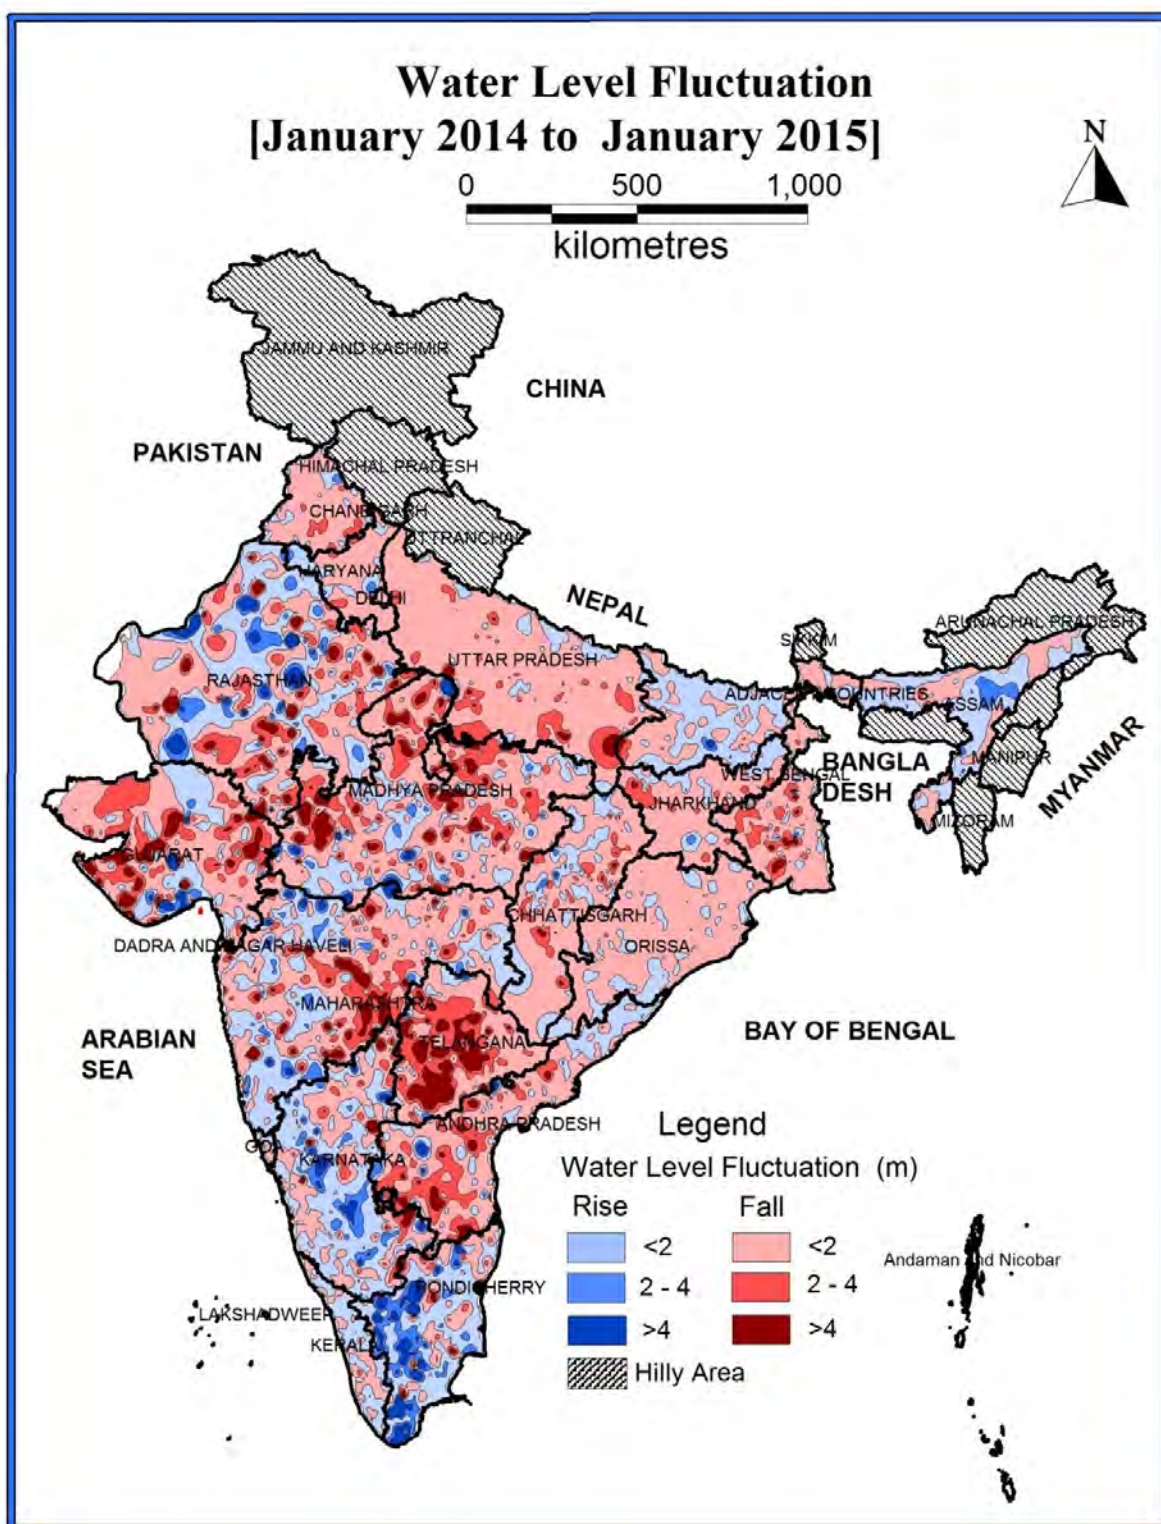 Water Level Fluctuation
[January 2014 to January 2015]
N
0 500 1,000
kilometres
JAMMU AND KASHMIR
CHINA
PAKISTAN
HIMACHAL PRADESH
CHANDIGARH
UTTRANCHAL
HARYANA
DELHI
NEPAL
SIKKIM
ARUNACHAL PRADESH
UTTAR PRADESH
RAJASTHAN
ADJACENT COUNTRIES
ASSAM
MANIPUR
MYANMAR
BANGLA
DESH
WEST BENGAL
MADHYA PRADESH
JHARKHAND
MIZORAM
GUJARAT
CHHATTISGARH
ORISSA
DADRA AND NAGAR HAVELI
MAHARASHTRA
ARABIAN
SEA
TELANGANA
BAY OF BENGAL
ANDHRA PRADESH
GOA
KARNATAKA
PONDICHERRY
LAKSHADWEEP
KERALA
Andaman and Nicobar
Legend
Water Level Fluctuation (m)
Rise Fall
<2 <2
2 - 4 2 - 4
>4 >4
Hilly Area